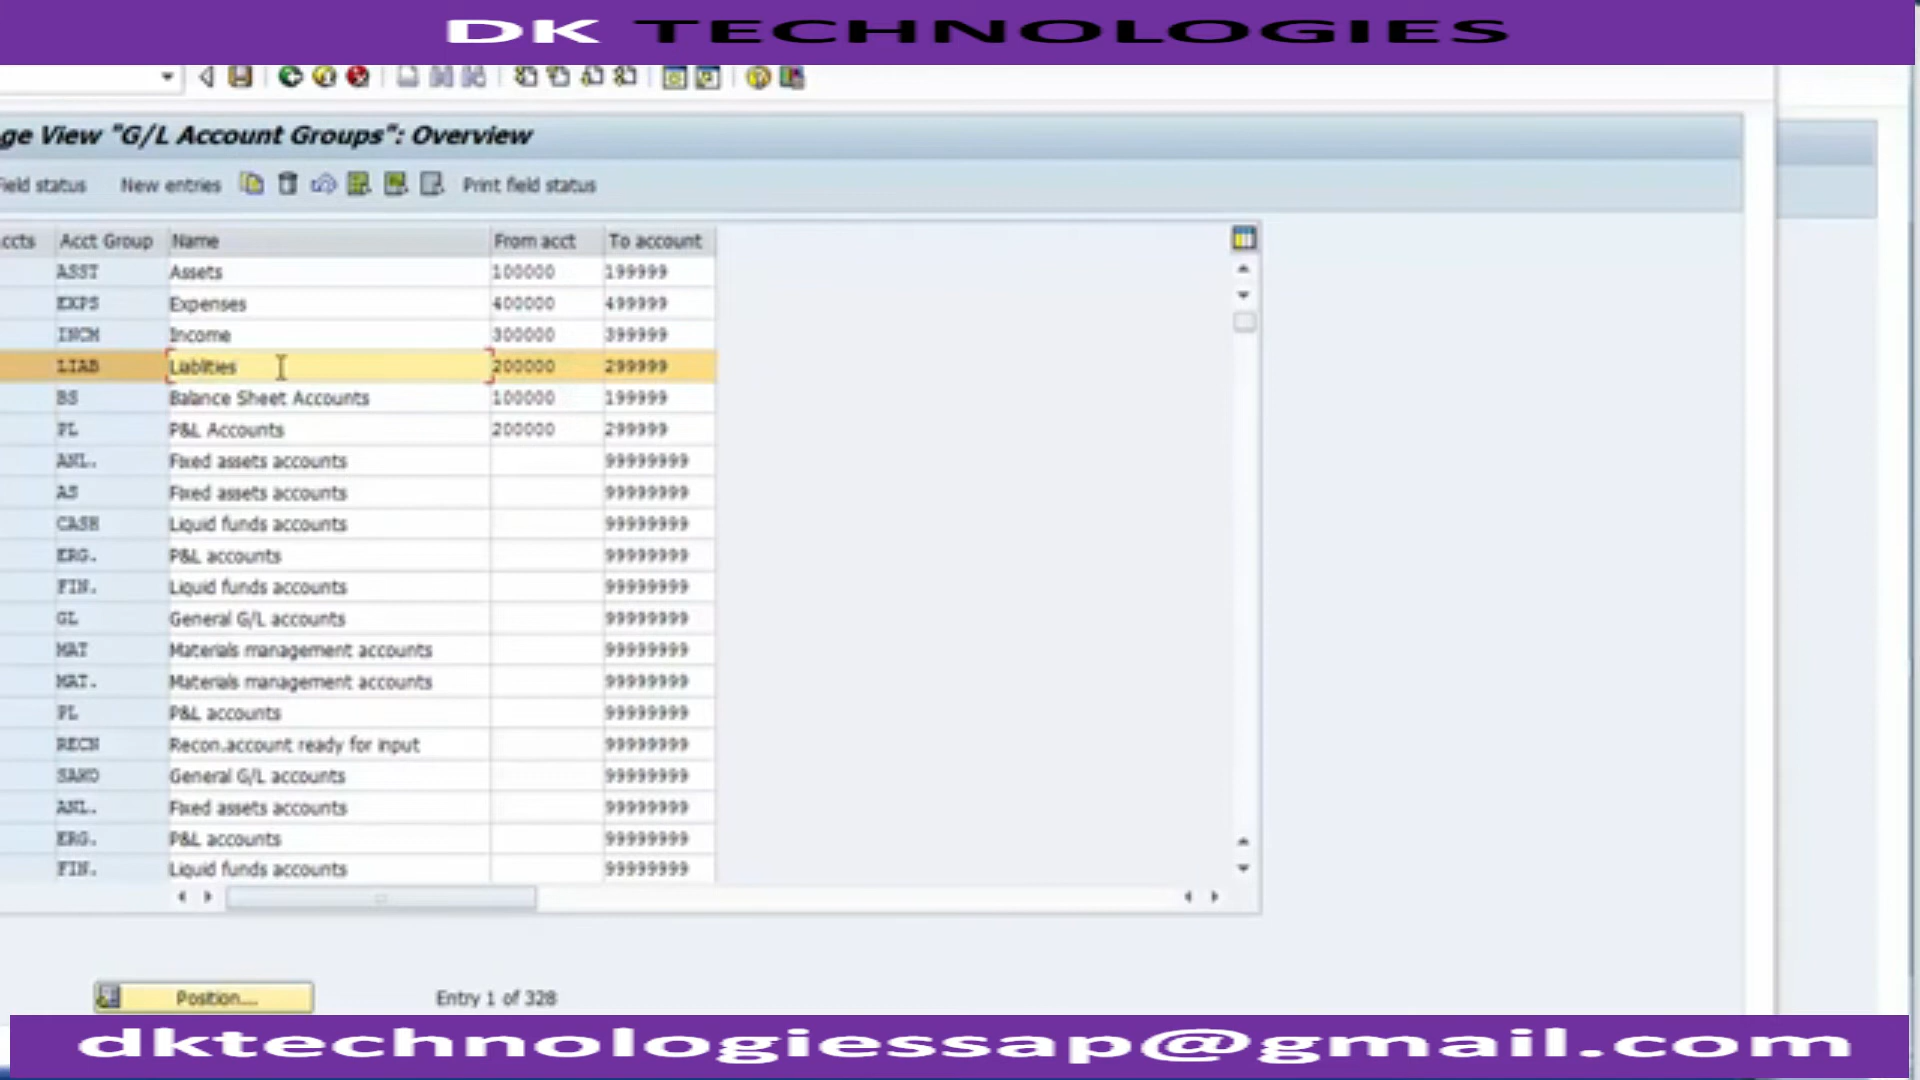 DK TECHNOLOGIES
ge View "G/L Account Groups": Overview
Field status New entries Print field status
ccts Acct Group Name From acct To account
ASST Assets 100000 199999
EXPS Expenses 400000 499999
INCM Income 300000 399999
LIAB Liablities 200000 299999
BS Balance Sheet Accounts 100000 199999
PL P&L Accounts 200000 299999
ANL. Fixed assets accounts 99999999
AS Fixed assets accounts 99999999
CASH Liquid funds accounts 99999999
ERG. P&L accounts 99999999
FIN. Liquid funds accounts 99999999
GL General G/L accounts 99999999
MAT Materials management accounts 99999999
MAT. Materials management accounts 99999999
PL P&L accounts 99999999
RECN Recon.account ready for input 99999999
SAKO General G/L accounts 99999999
ANL. Fixed assets accounts 99999999
ERG. P&L accounts 99999999
FIN. Liquid funds accounts 99999999
Position... Entry 1 of 328
dktechnologiessap@gmail.com